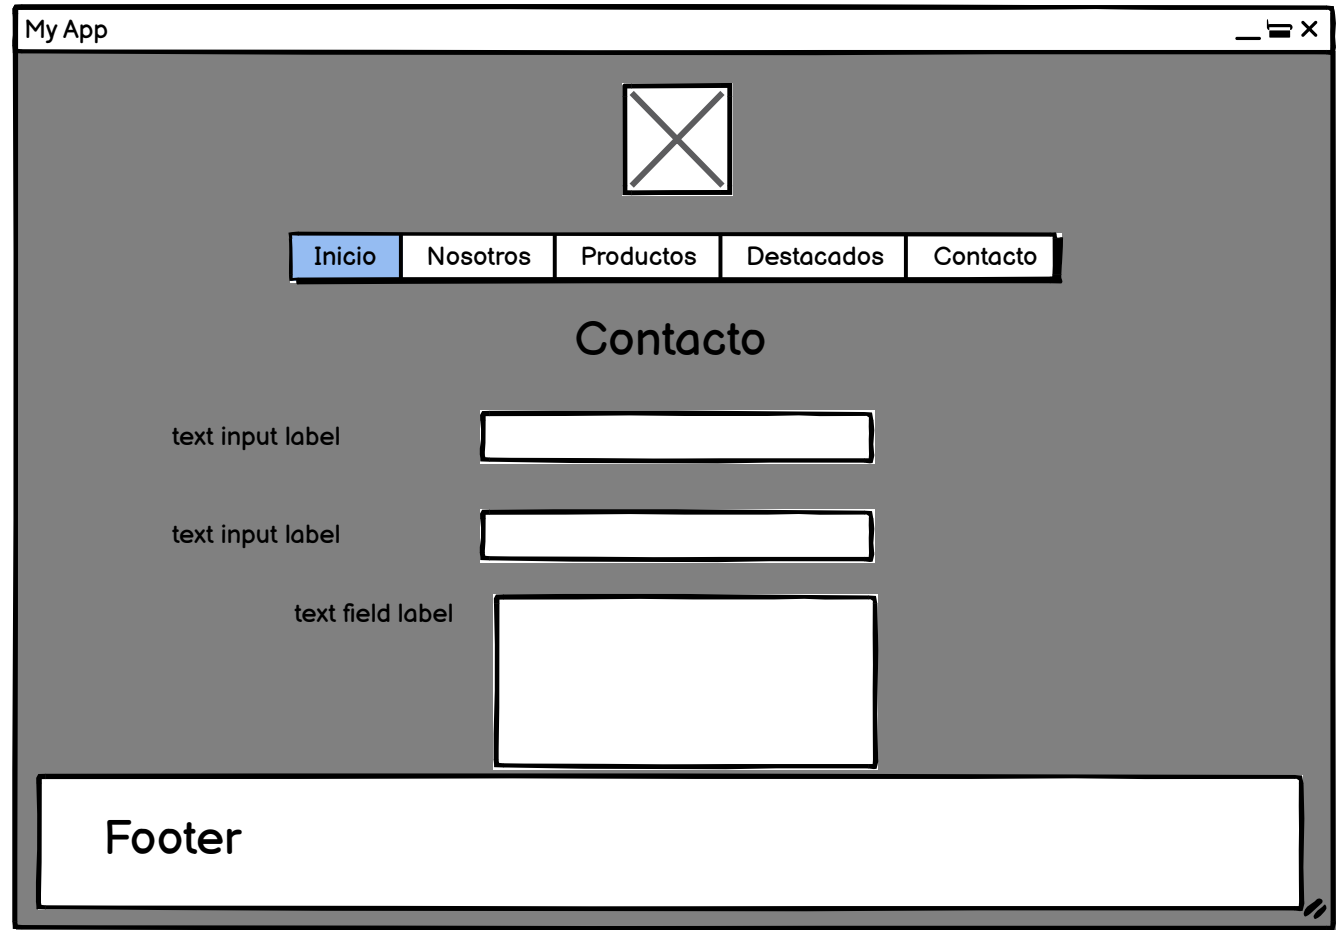 My App
Inicio Nosotros Productos Destacados Contacto
Contacto
text input label
text input label
text field label
Footer